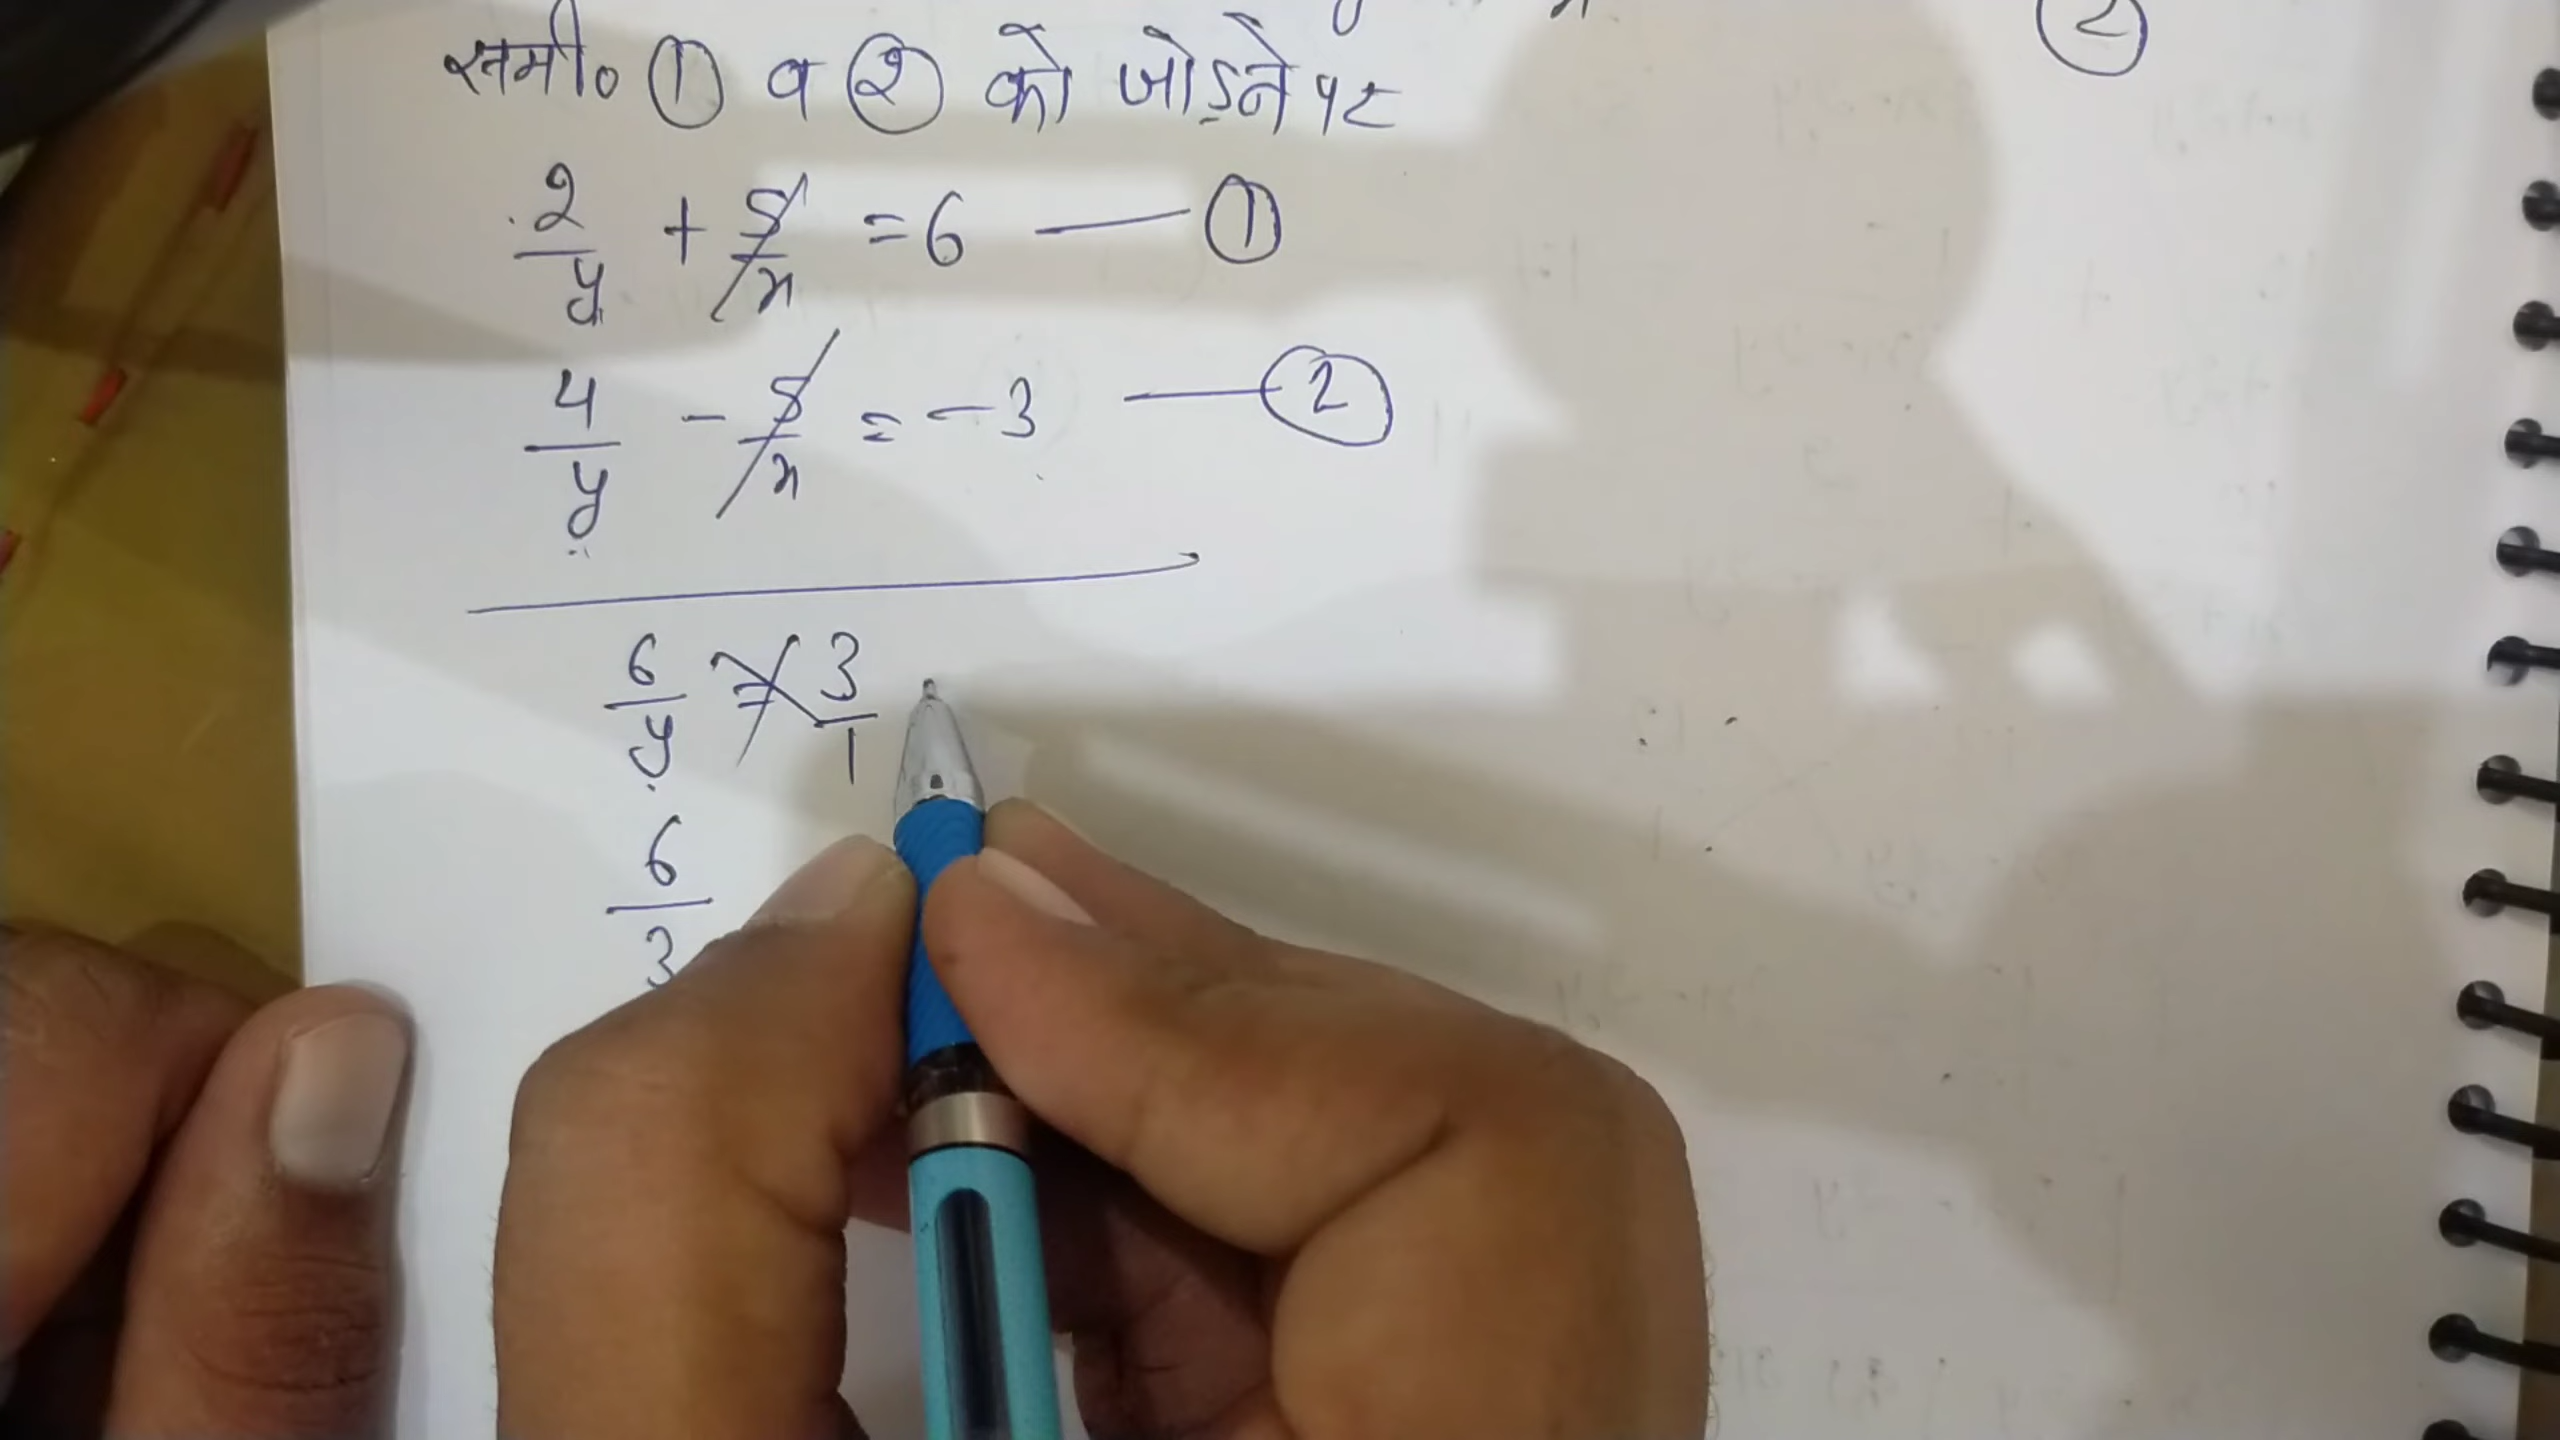 2
समी० ① व ② को जोड़ने पर
2/y + 5/x = 6 — ①
4/y - 5/x = -3 — ②
6/y = 3/1
6/3